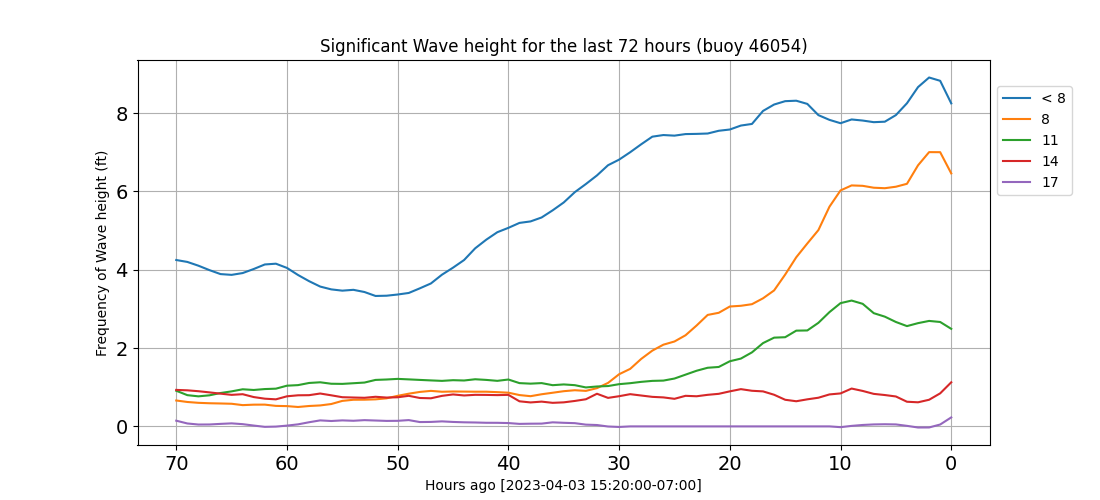 Significant Wave height for the last 72 hours (buoy 46054)
Frequency of Wave height (ft)
8
6
4
2
0
70 60 50 40 30 20 10 0
Hours ago [2023-04-03 15:20:00-07:00]
< 8
8
11
14
17